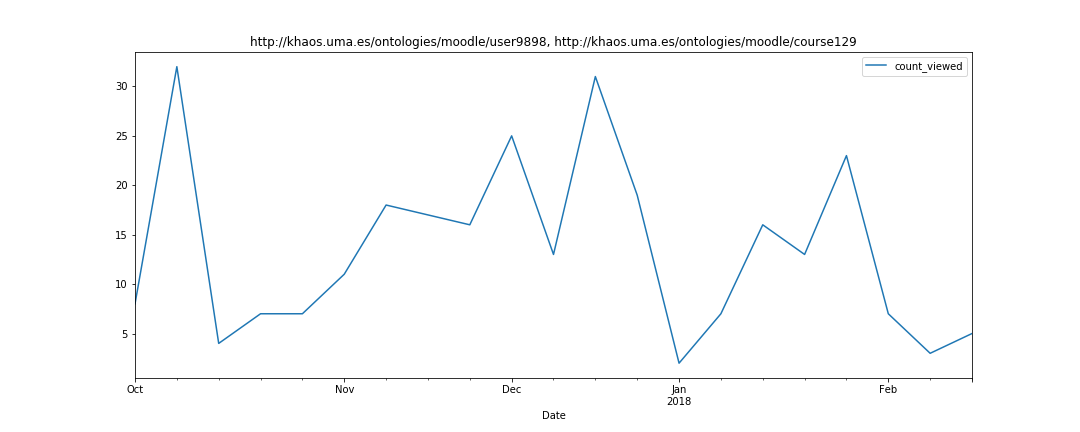 http://khaos.uma.es/ontologies/moodle/user9898, http://khaos.uma.es/ontologies/moodle/course129
count_viewed
30
25
20
15
10
5
Oct Nov Dec Jan Feb
2018
Date